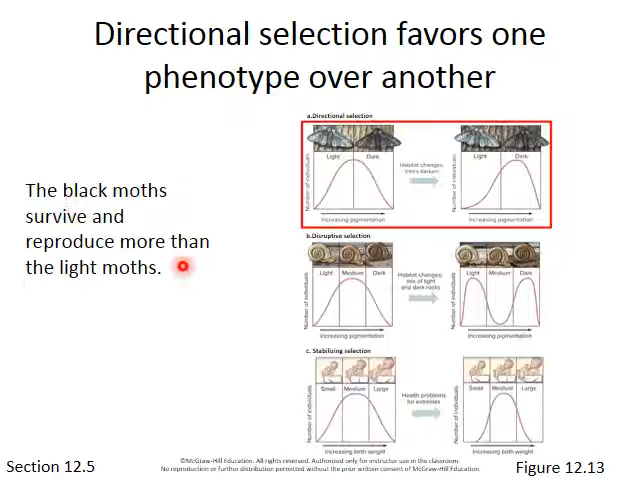 Directional selection favors one
phenotype over another
The black moths
survive and
reproduce more than
the light moths.
a.Directional selection
Light
Dark
Number of individuals
Increasing pigmentation
Habitat changes;
trees darken
Light
Dark
Number of individuals
Increasing pigmentation
b.Disruptive selection
Light
Medium
Dark
Number of individuals
Increasing pigmentation
Habitat changes;
mix of light
and dark rocks
Light
Medium
Dark
Number of individuals
Increasing pigmentation
c. Stabilizing selection
Small
Medium
Large
Number of individuals
Increasing birth weight
Health problems
for extremes
Small
Medium
Large
Number of individuals
Increasing birth weight
Section 12.5
©McGraw-Hill Education. All rights reserved. Authorized only for instructor use in the classroom.
No reproduction or further distribution permitted without the prior written consent of McGraw-Hill Education.
Figure 12.13